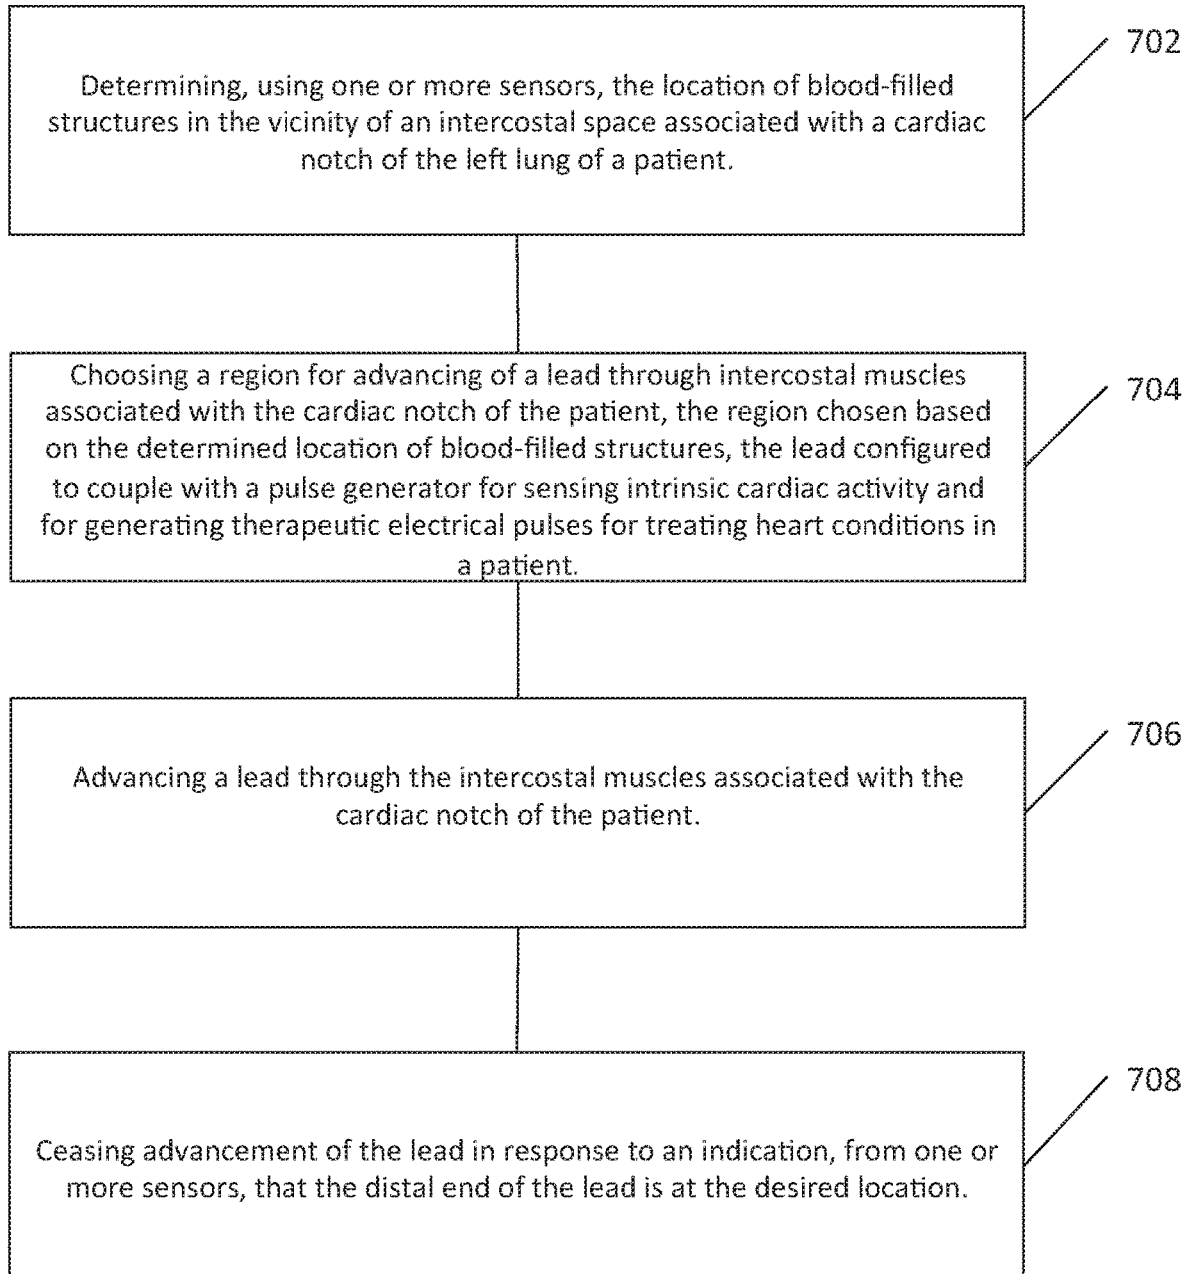 Determining, using one or more sensors, the location of blood-filled
structures in the vicinity of an intercostal space associated with a cardiac
notch of the left lung of a patient.
702
Choosing a region for advancing of a lead through intercostal muscles
associated with the cardiac notch of the patient, the region chosen based
on the determined location of blood-filled structures, the lead configured
to couple with a pulse generator for sensing intrinsic cardiac activity and
for generating therapeutic electrical pulses for treating heart conditions in
a patient.
704
Advancing a lead through the intercostal muscles associated with the
cardiac notch of the patient.
706
Ceasing advancement of the lead in response to an indication, from one or
more sensors, that the distal end of the lead is at the desired location.
708